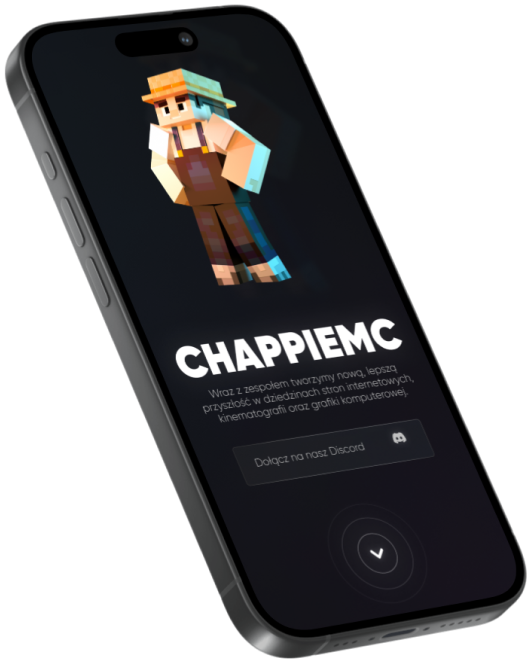 CHAPPIEMC
Wraz z zespołem tworzymy nową, lepszą
przyszłość w dziedzinach stron internetowych,
kinematografii oraz grafiki komputerowej.
Dołącz na nasz Discord